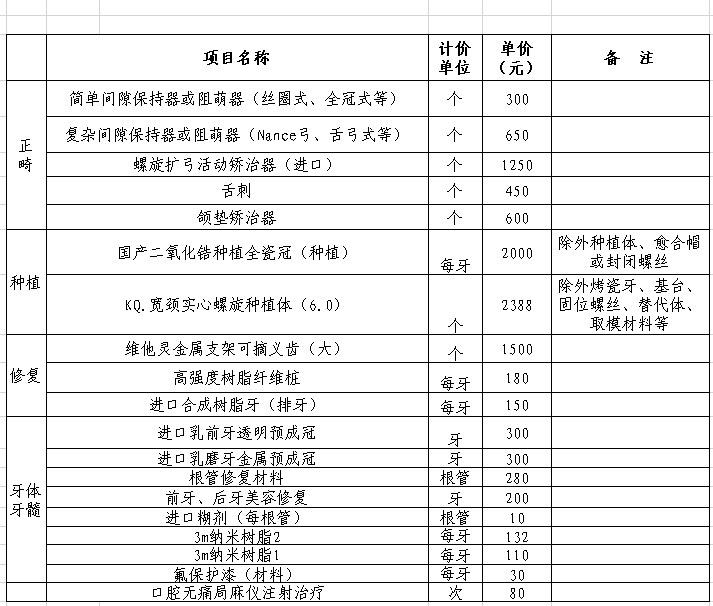 项目名称 计价单位 单价（元） 备 注
正畸
简单间隙保持器或阻萌器（丝圈式、全冠式等） 个 300
复杂间隙保持器或阻萌器（Nance弓、舌弓式等） 个 650
螺旋扩弓活动矫治器（进口） 个 1250
舌刺 个 450
颌垫矫治器 个 600
种植
国产二氧化锆种植全瓷冠（种植） 每牙 2000 除外种植体、愈合帽
或封闭螺丝
KQ.宽颈实心螺旋种植体（6.0） 个 2388 除外烤瓷牙、基台、
固位螺丝、替代体、
取模材料等
修复
维他灵金属支架可摘义齿（大） 个 1500
高强度树脂纤维桩 每牙 180
进口合成树脂牙（排牙） 每牙 150
牙体
牙髓
进口乳前牙透明预成冠 牙 300
进口乳磨牙金属预成冠 牙 300
根管修复材料 根管 280
前牙、后牙美容修复 牙 200
进口糊剂（每根管） 根管 10
3m纳米树脂2 每牙 132
3m纳米树脂1 每牙 110
氟保护漆（材料） 每牙 30
口腔无痛局麻仪注射治疗 次 80